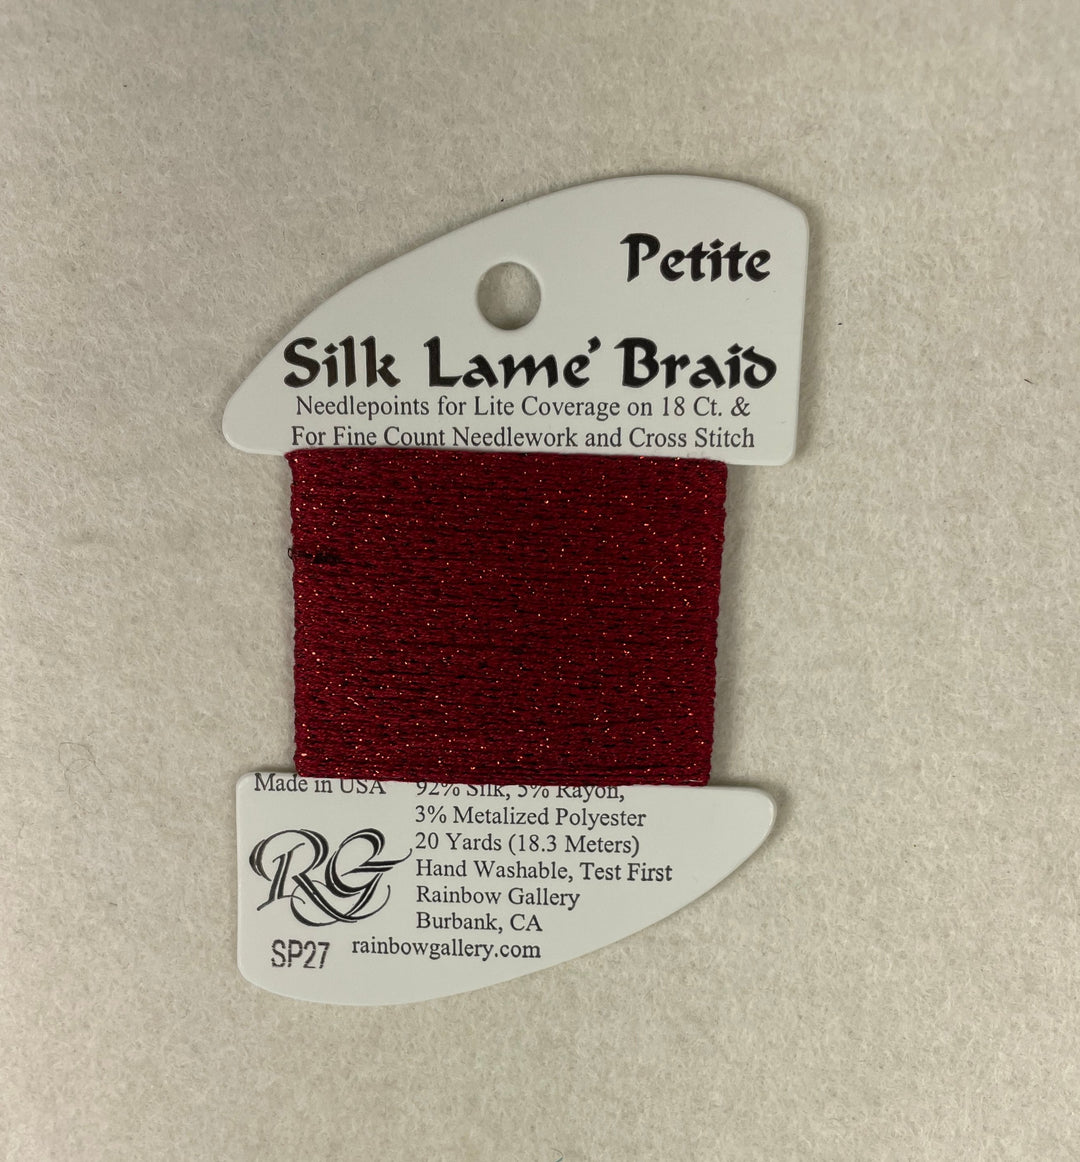 Petite
Silk Lame' Braid
Needlepoints for Lite Coverage on 18 Ct. &
For Fine Count Needlework and Cross Stitch
Made in USA
92% Silk, 5% Rayon,
3% Metalized Polyester
20 Yards (18.3 Meters)
Hand Washable, Test First
Rainbow Gallery
Burbank, CA
RG
SP27
rainbowgallery.com